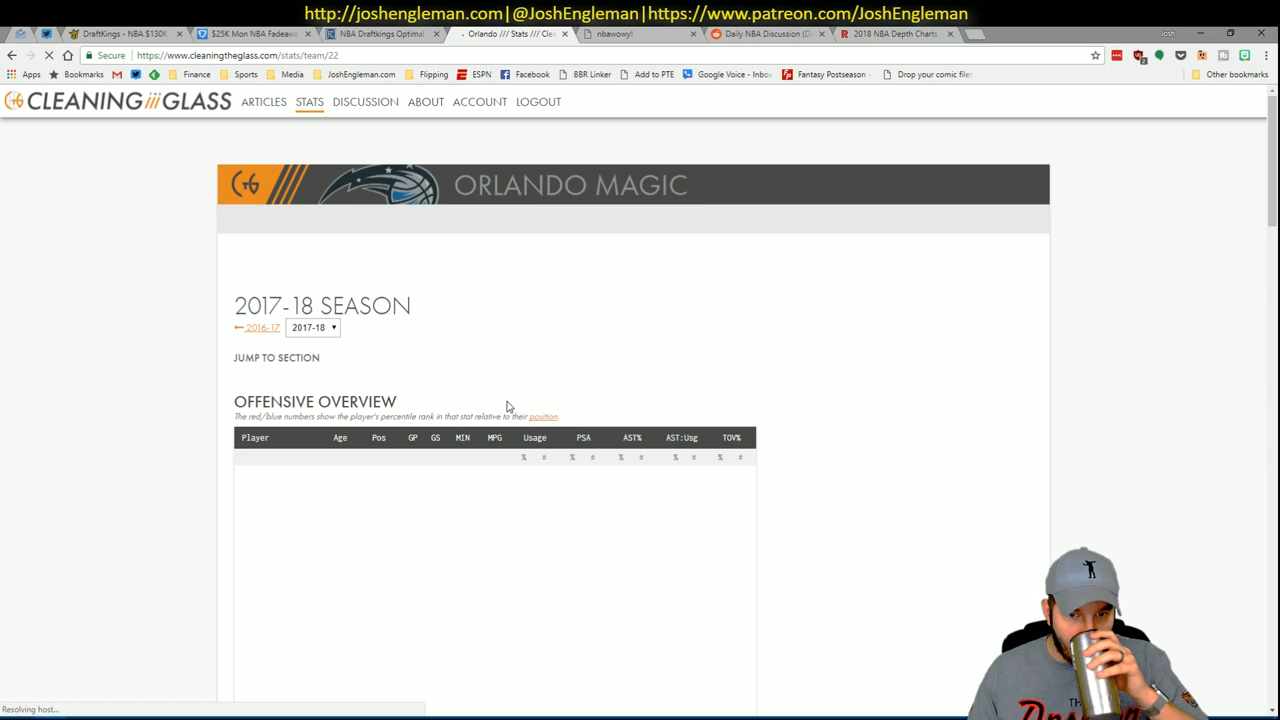 http://joshengleman.com|@JoshEngleman|https://www.patreon.com/JoshEngleman
DraftKings - NBA $130K
$25K Mon NBA Fadeawa
NBA Draftkings Optimal
Orlando /// Stats /// Clea
nbawowy!
Daily NBA Discussion (D
2018 NBA Depth Charts
Josh
Secure
https://www.cleaningtheglass.com/stats/team/22
Apps
Bookmarks
Finance
Sports
Media
JoshEngleman.com
Flipping
ESPN
Facebook
BBR Linker
Add to PTE
Google Voice - Inbo
Fantasy Postseason -
Drop your comic file
Other bookmarks
CLEANING THE GLASS
ARTICLES STATS DISCUSSION ABOUT ACCOUNT LOGOUT
CTG
ORLANDO MAGIC
2017-18 SEASON
← 2016-17
2017-18
JUMP TO SECTION
OFFENSIVE OVERVIEW
The red/blue numbers show the player's percentile rank in that stat relative to their position.
Player Age Pos GP GS MIN MPG Usage PSA AST% AST:Usg TOV%
% # % # % # % # % #
Resolving host...